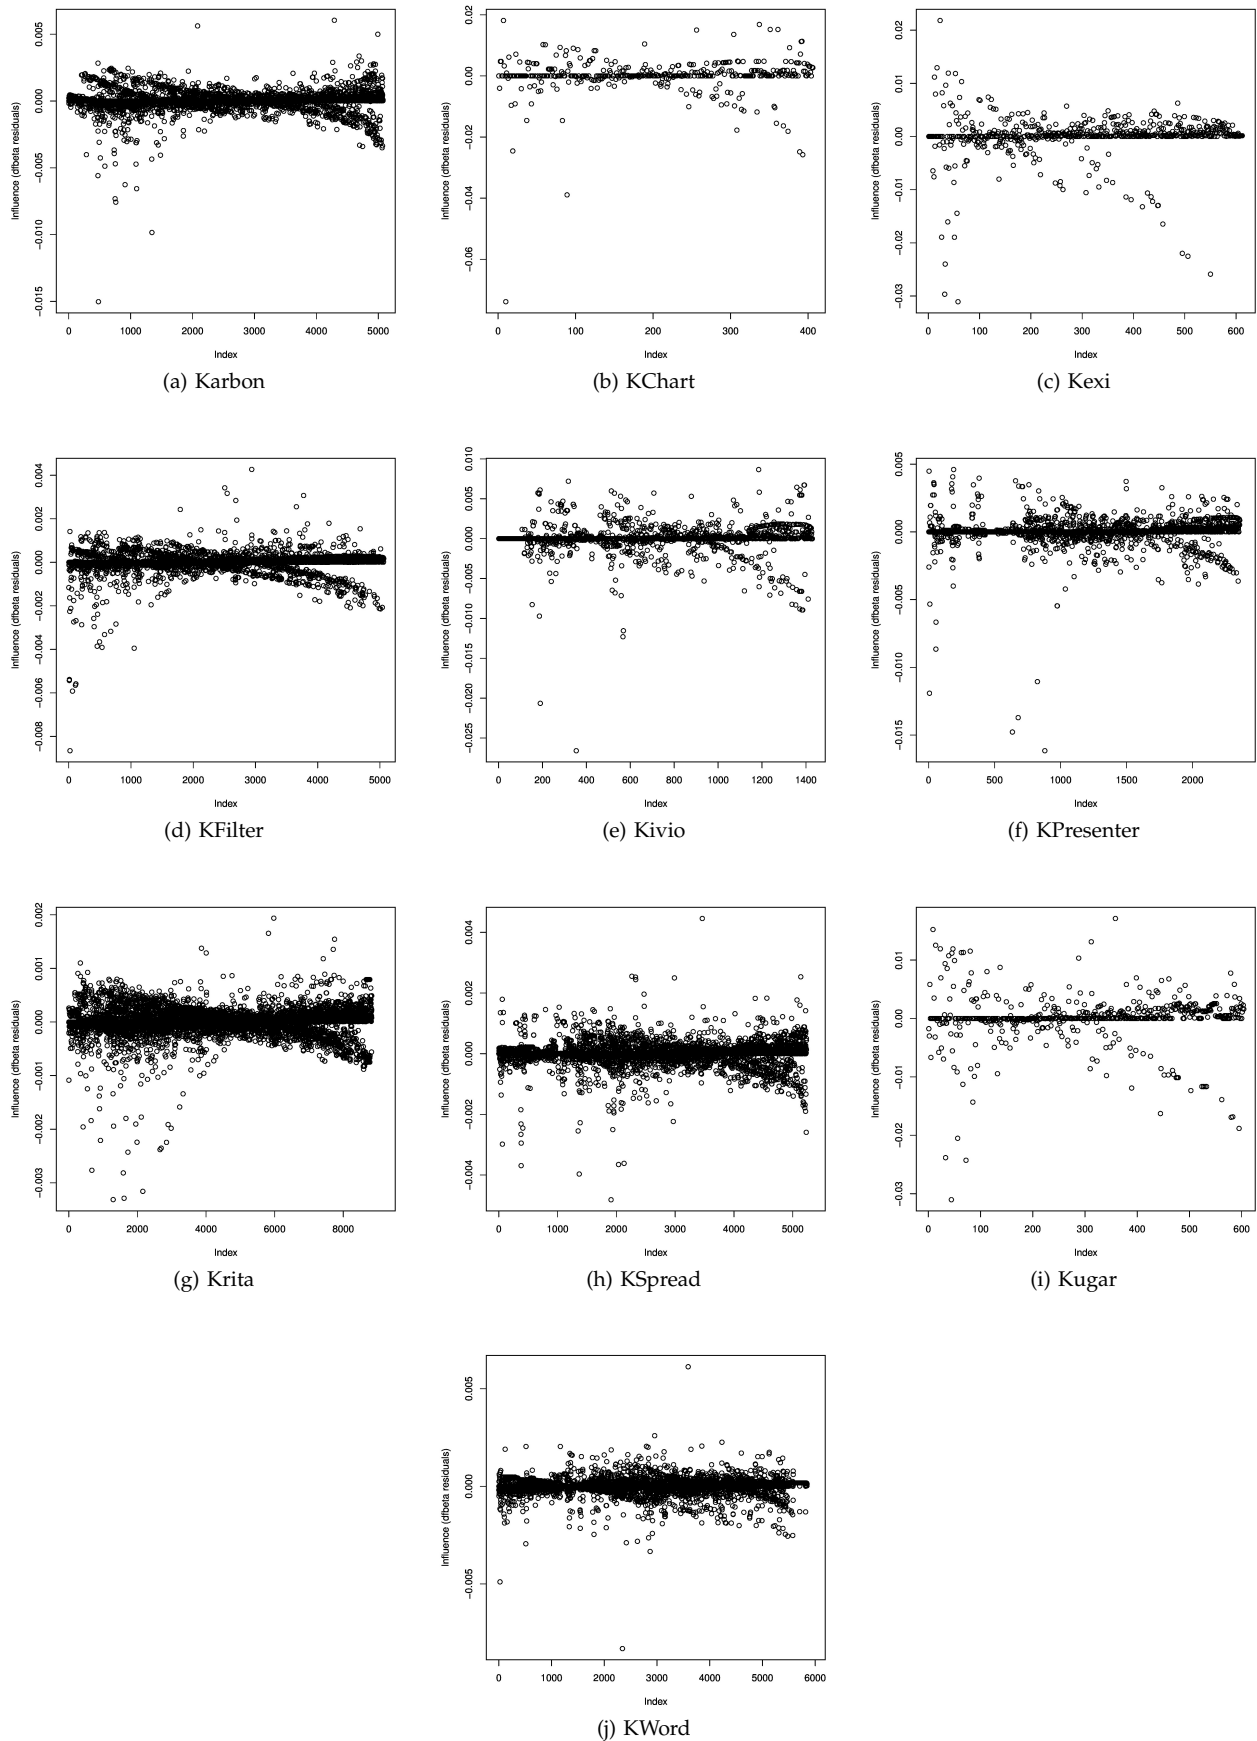 Influence (dfbeta residuals)
0.005
0.000
−0.005
−0.010
−0.015
0 1000 2000 3000 4000 5000
Index
(a) Karbon
Influence (dfbeta residuals)
0.02
0.00
−0.02
−0.04
−0.06
0 100 200 300 400
Index
(b) KChart
Influence (dfbeta residuals)
0.02
0.01
0.00
−0.01
−0.02
−0.03
0 100 200 300 400 500 600
Index
(c) Kexi
Influence (dfbeta residuals)
0.004
0.002
0.000
−0.002
−0.004
−0.006
−0.008
0 1000 2000 3000 4000 5000
Index
(d) KFilter
Influence (dfbeta residuals)
0.010
0.005
0.000
−0.005
−0.010
−0.015
−0.020
−0.025
0 200 400 600 800 1000 1200 1400
Index
(e) Kivio
Influence (dfbeta residuals)
0.005
0.000
−0.005
−0.010
−0.015
0 500 1000 1500 2000
Index
(f) KPresenter
Influence (dfbeta residuals)
0.002
0.001
0.000
−0.001
−0.002
−0.003
0 2000 4000 6000 8000
Index
(g) Krita
Influence (dfbeta residuals)
0.004
0.002
0.000
−0.002
−0.004
0 1000 2000 3000 4000 5000
Index
(h) KSpread
Influence (dfbeta residuals)
0.01
0.00
−0.01
−0.02
−0.03
0 100 200 300 400 500 600
Index
(i) Kugar
Influence (dfbeta residuals)
0.005
0.000
−0.005
0 1000 2000 3000 4000 5000 6000
Index
(j) KWord